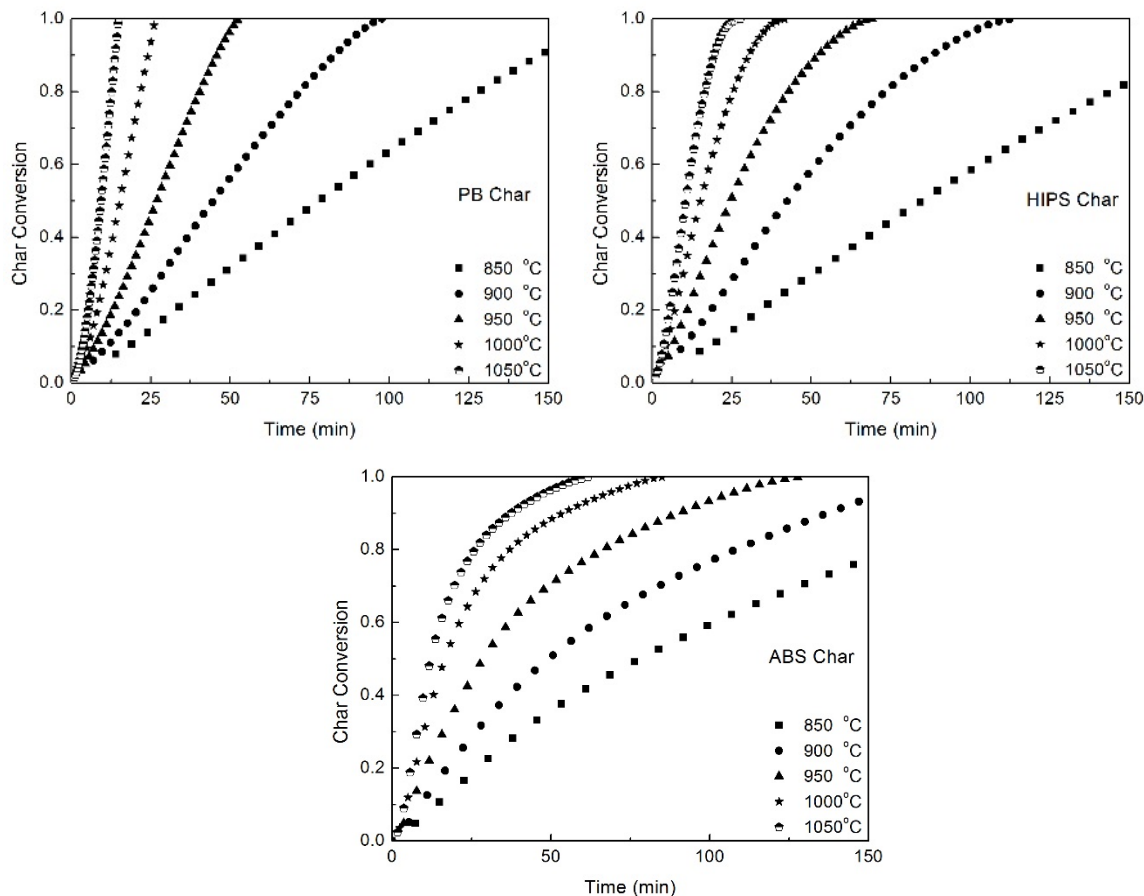 1.0
0.8
0.6
0.4
0.2
0.0
Char Conversion
PB Char
850 °C
900 °C
950 °C
1000°C
1050°C
0 25 50 75 100 125 150
Time (min)
1.0
0.8
0.6
0.4
0.2
0.0
Char Conversion
HIPS Char
850 °C
900 °C
950 °C
1000°C
1050°C
0 25 50 75 100 125 150
Time (min)
1.0
0.8
0.6
0.4
0.2
0.0
Char Conversion
ABS Char
850 °C
900 °C
950 °C
1000°C
1050°C
0 50 100 150
Time (min)